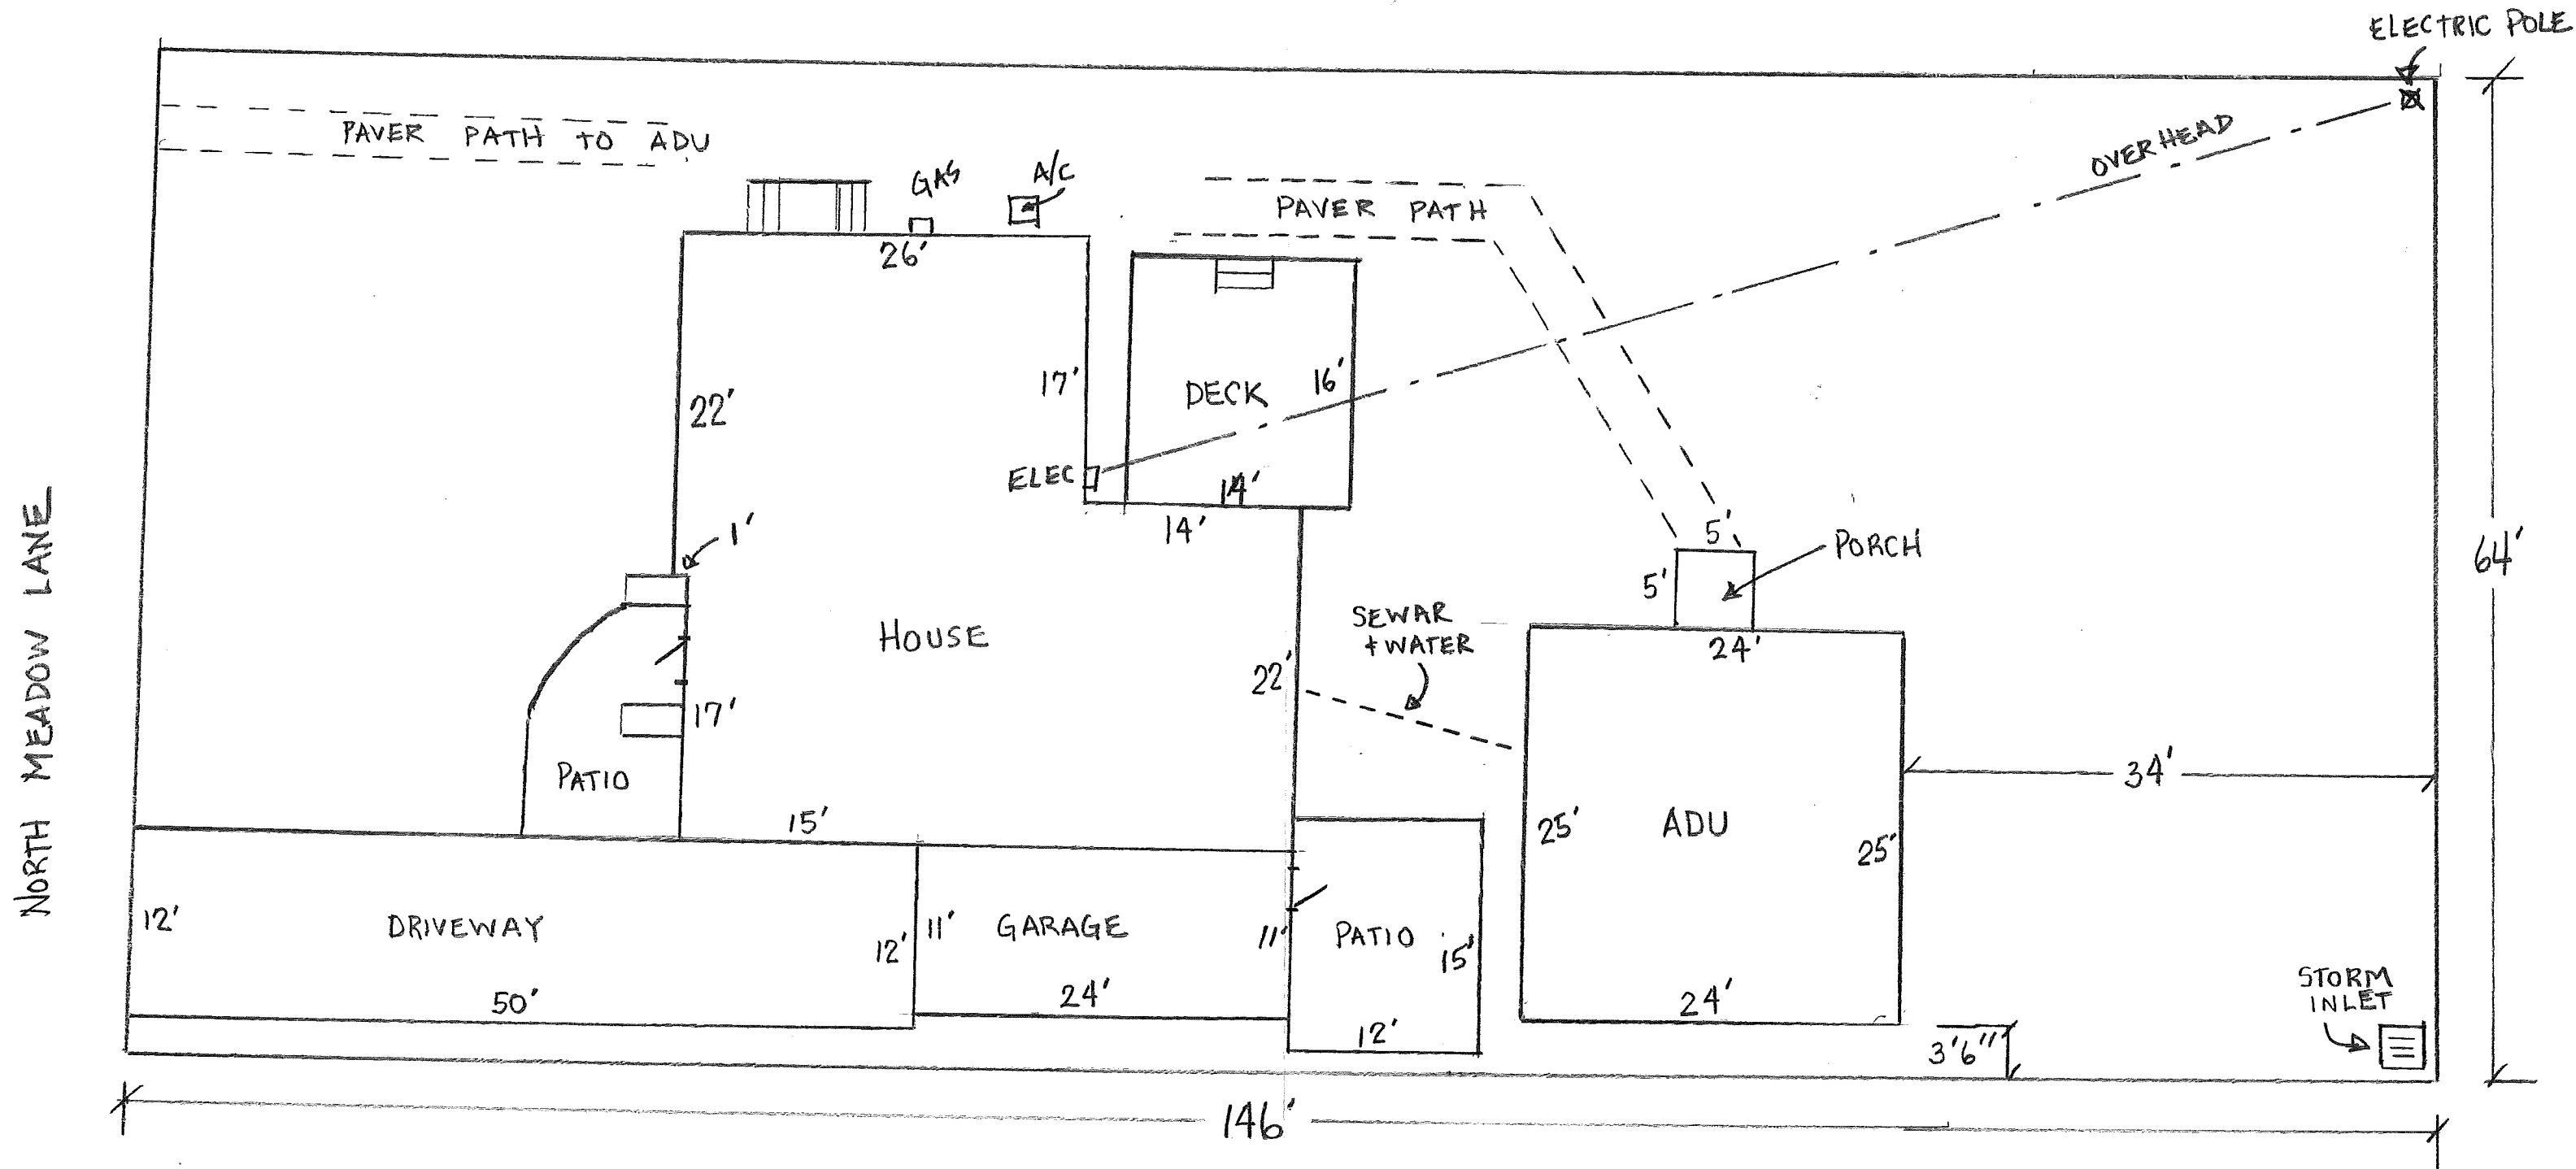 ELECTRIC POLE
OVERHEAD
PAVER PATH TO ADU
GAS
A/C
PAVER PATH
26'
17'
DECK
16'
22'
ELEC
14'
14'
1'
5'
PORCH
5'
64'
HOUSE
SEWAR
+ WATER
24'
22'
17'
PATIO
34'
15'
25'
ADU
25'
NORTH MEADOW LANE
12'
DRIVEWAY
12'
11'
GARAGE
11'
PATIO
15'
50'
24'
12'
24'
3'6"
STORM
INLET
146'